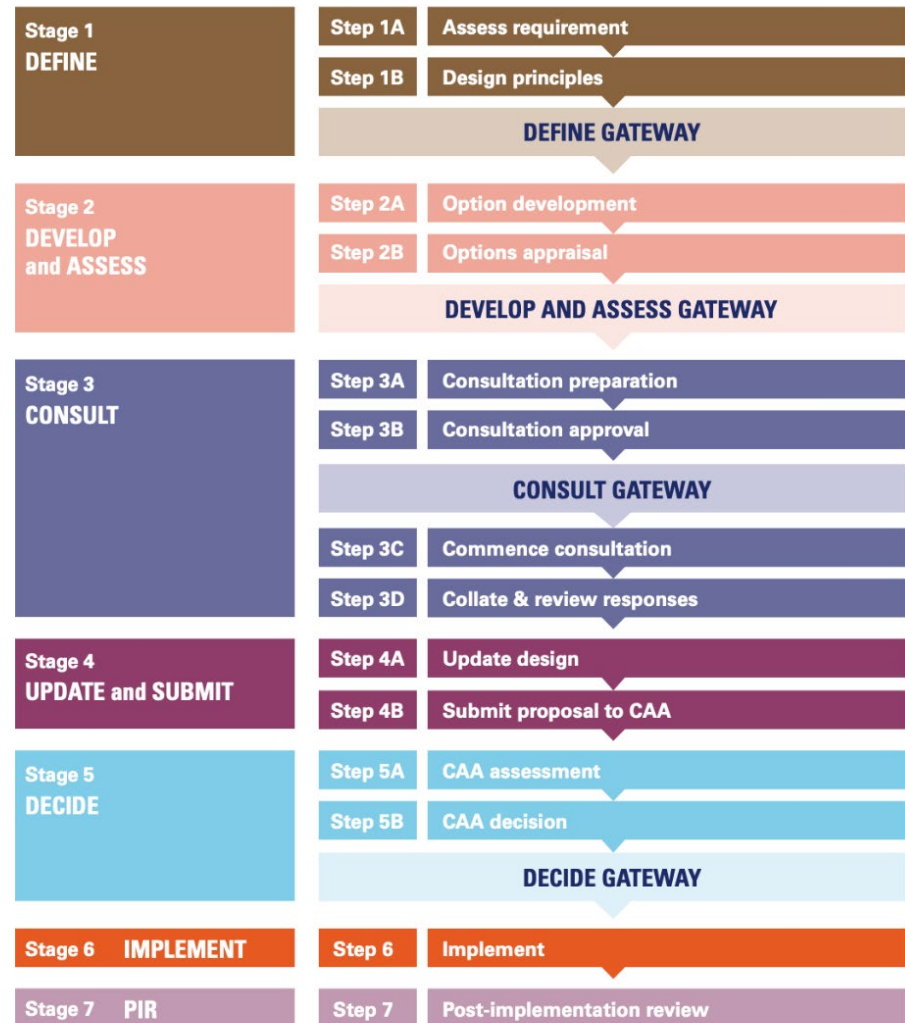 Stage 1
DEFINE
Step 1A Assess requirement
Step 1B Design principles
DEFINE GATEWAY
Stage 2
DEVELOP
and ASSESS
Step 2A Option development
Step 2B Options appraisal
DEVELOP AND ASSESS GATEWAY
Stage 3
CONSULT
Step 3A Consultation preparation
Step 3B Consultation approval
CONSULT GATEWAY
Step 3C Commence consultation
Step 3D Collate & review responses
Stage 4
UPDATE and SUBMIT
Step 4A Update design
Step 4B Submit proposal to CAA
Stage 5
DECIDE
Step 5A CAA assessment
Step 5B CAA decision
DECIDE GATEWAY
Stage 6 IMPLEMENT
Step 6 Implement
Stage 7 PIR
Step 7 Post-implementation review